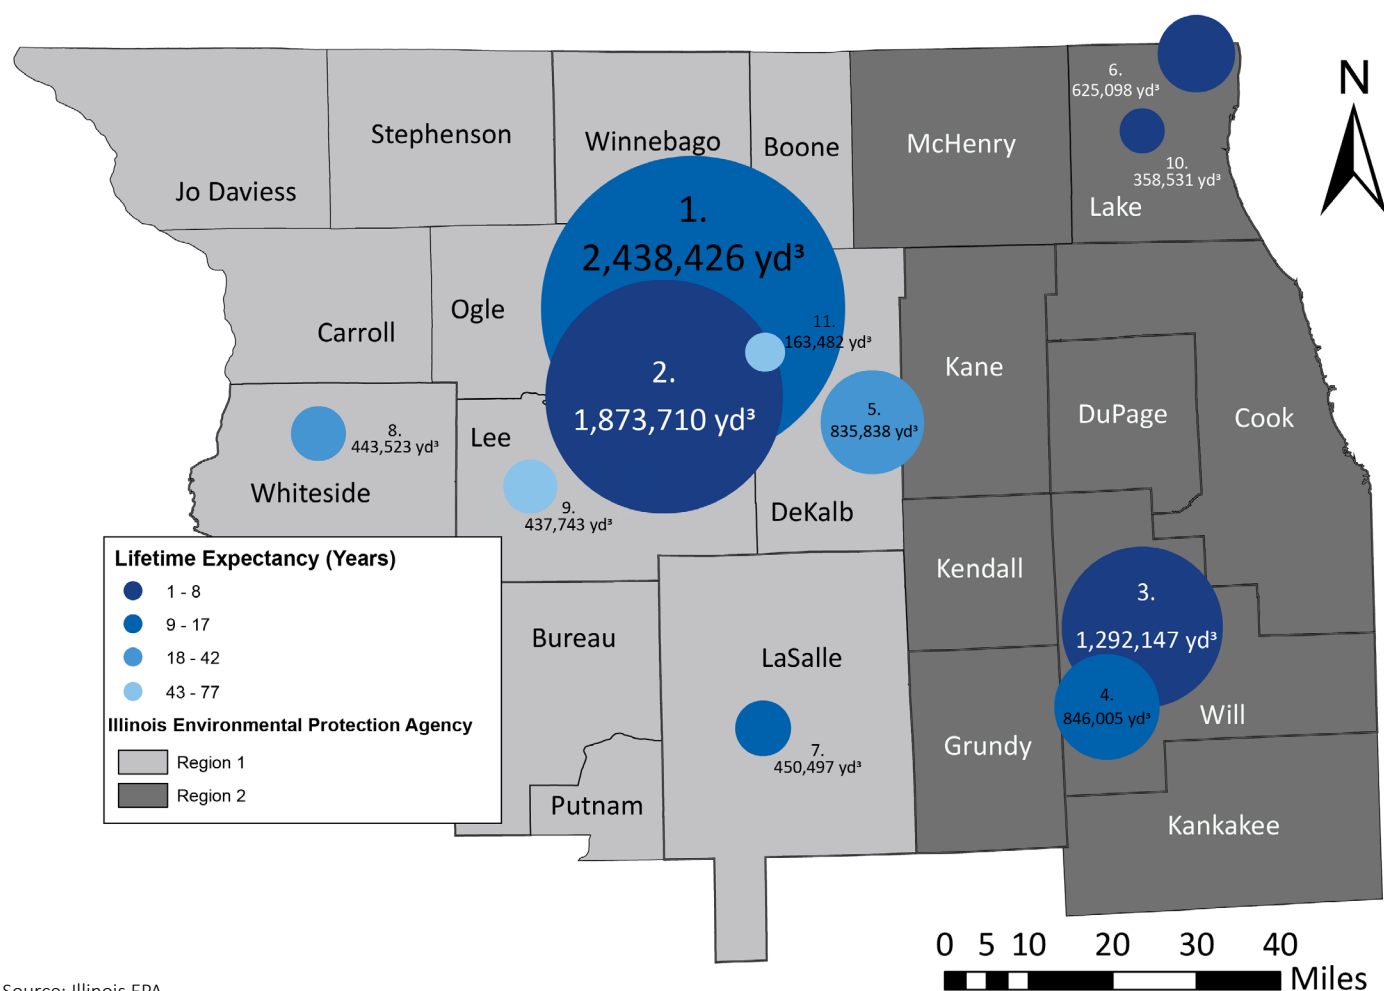 N
6.
625,098 yd³
Stephenson
Winnebago
Boone
McHenry
10.
358,531 yd³
Jo Daviess
Lake
1.
2,438,426 yd³
Ogle
Carroll
11.
163,482 yd³
Kane
2.
1,873,710 yd³
5.
835,838 yd³
DuPage
Cook
8.
443,523 yd³
Lee
Whiteside
9.
437,743 yd³
DeKalb
Lifetime Expectancy (Years)
1 - 8
9 - 17
18 - 42
43 - 77
Illinois Environmental Protection Agency
Region 1
Region 2
Kendall
3.
1,292,147 yd³
Bureau
LaSalle
4.
846,005 yd³
Will
7.
450,497 yd³
Grundy
Putnam
Kankakee
0 5 10 20 30 40
Miles
Source: Illinois EPA